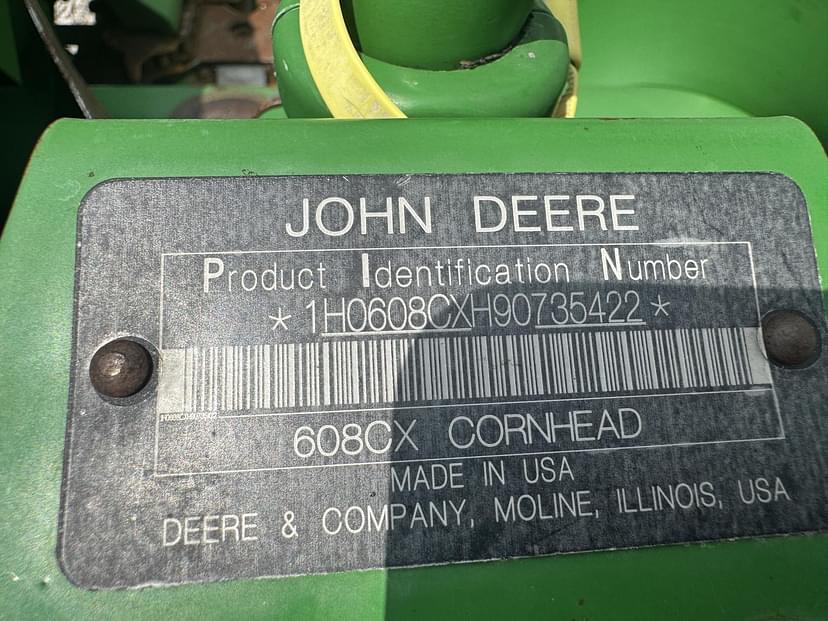 JOHN DEERE
Product Identification Number
* 1H0608CXH90735422 *
608CX CORNHEAD
MADE IN USA
DEERE & COMPANY, MOLINE, ILLINOIS, USA